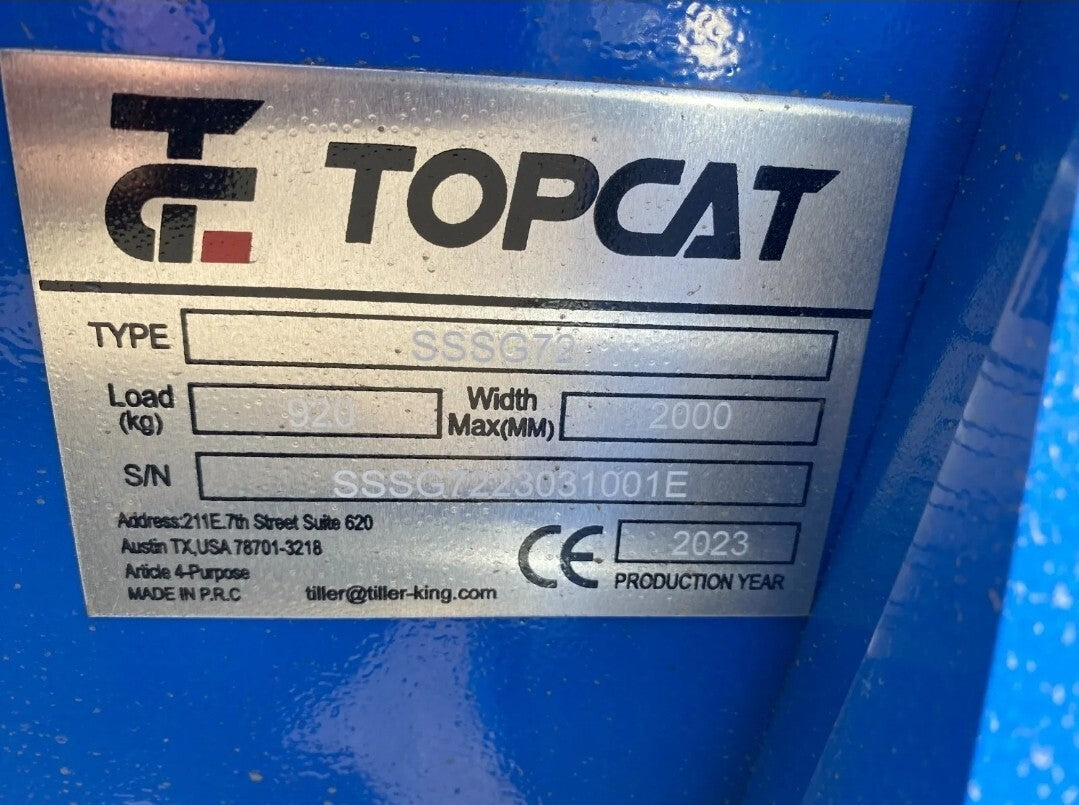 TC TOPCAT
TYPE SSSG72
Load (kg) 920 Width Max(MM) 2000
S/N SSSG7223031001E
Address:211E.7th Street Suite 620
Austin TX,USA 78701-3218
Article 4-Purpose
MADE IN P.R.C tiller@tiller-king.com
CE 2023
PRODUCTION YEAR